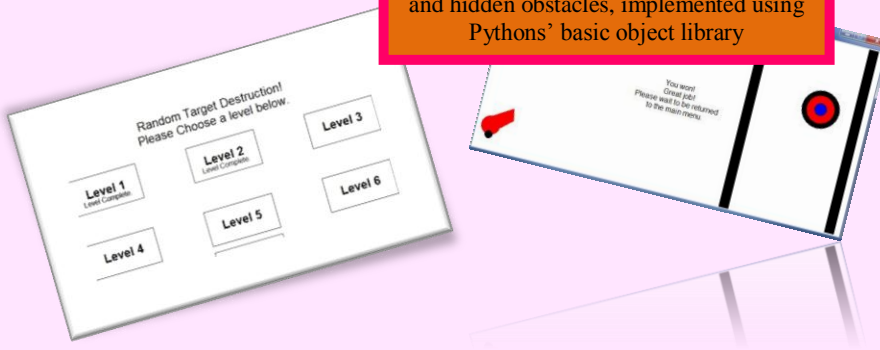 and hidden obstacles, implemented using
Pythons’ basic object library
Random Target Destruction!
Please Choose a level below.
Level 1
Level Complete.
Level 2
Level Complete.
Level 3
Level 4
Level 5
Level 6
You won!
Great job!
Please wait to be returned
to the main menu.